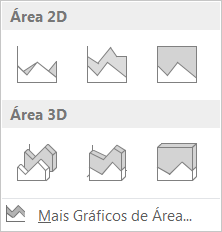 Área 2D
Área 3D
Mais Gráficos de Área...